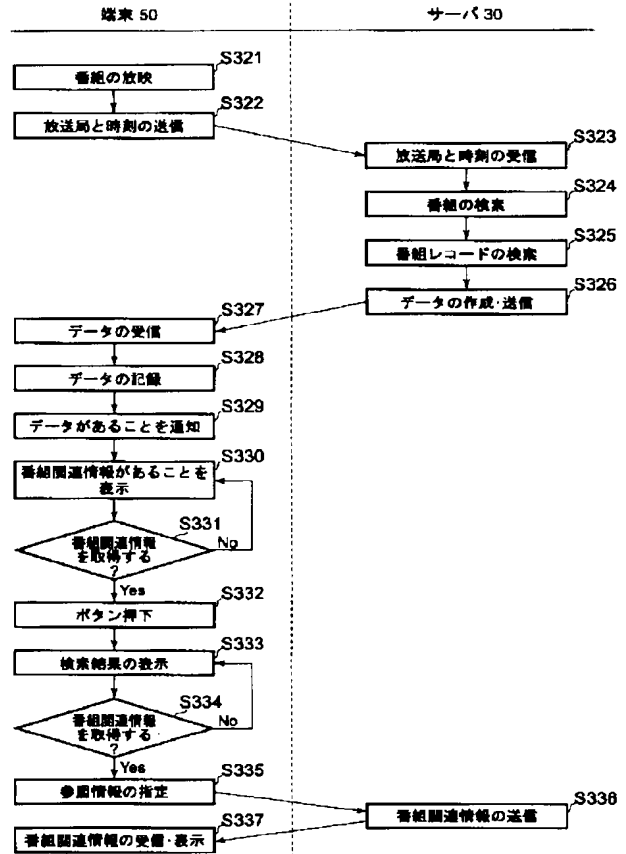 端末 50
サーバ 30
S321
番組の放映
S322
放送局と時刻の送信
S323
放送局と時刻の受信
S324
番組の検索
S325
番組レコードの検索
S326
データの作成·送信
S327
データの受信
S328
データの記録
S329
データがあることを通知
S330
番組関連情報があることを
表示
S331
番組関連情報
を取得する
?
No
Yes
S332
ボタン押下
S333
検索結果の表示
S334
番組関連情報
を取得する
?
No
Yes
S335
参照情報の指定
S336
番組関連情報の送信
S337
番組関連情報の受信·表示